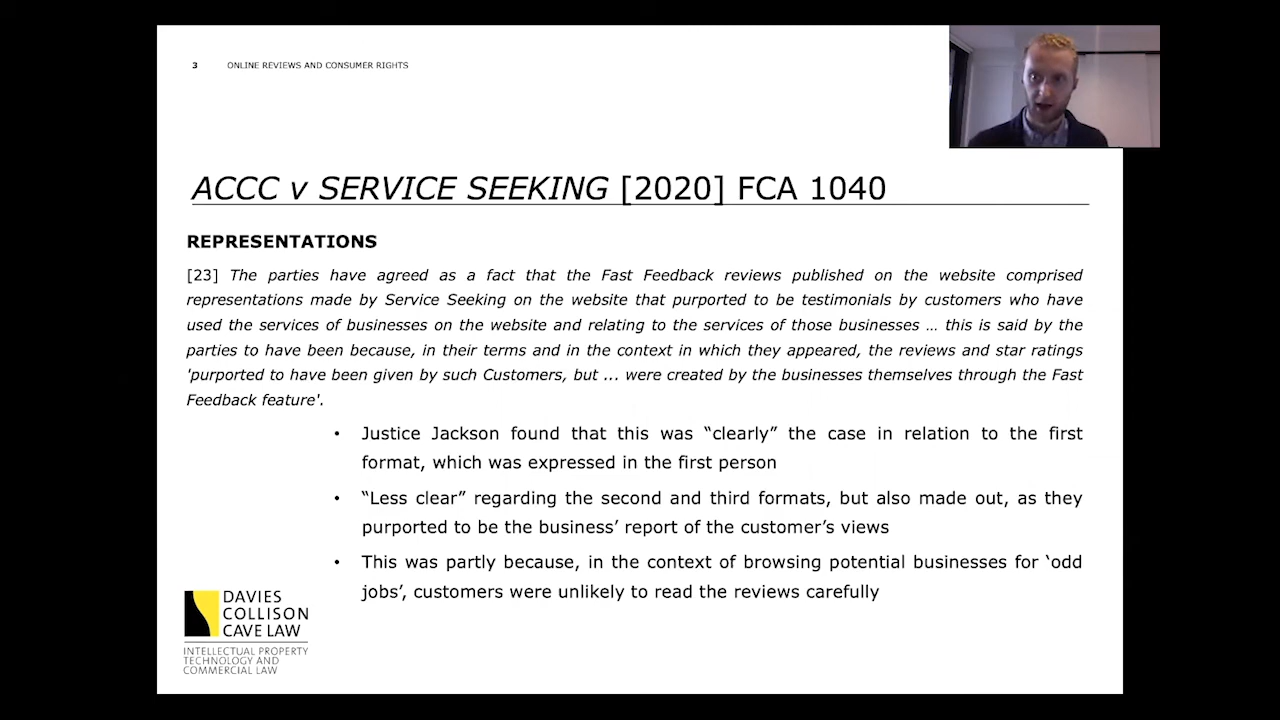 3 ONLINE REVIEWS AND CONSUMER RIGHTS
ACCC v SERVICE SEEKING [2020] FCA 1040
REPRESENTATIONS
[23] The parties have agreed as a fact that the Fast Feedback reviews published on the website comprised
representations made by Service Seeking on the website that purported to be testimonials by customers who have
used the services of businesses on the website and relating to the services of those businesses … this is said by the
parties to have been because, in their terms and in the context in which they appeared, the reviews and star ratings
'purported to have been given by such Customers, but ... were created by the businesses themselves through the Fast
Feedback feature'.
• Justice Jackson found that this was “clearly” the case in relation to the first
format, which was expressed in the first person
• “Less clear” regarding the second and third formats, but also made out, as they
purported to be the business’ report of the customer’s views
• This was partly because, in the context of browsing potential businesses for ‘odd
jobs’, customers were unlikely to read the reviews carefully
DAVIES
COLLISON
CAVE LAW
INTELLECTUAL PROPERTY
TECHNOLOGY AND
COMMERCIAL LAW